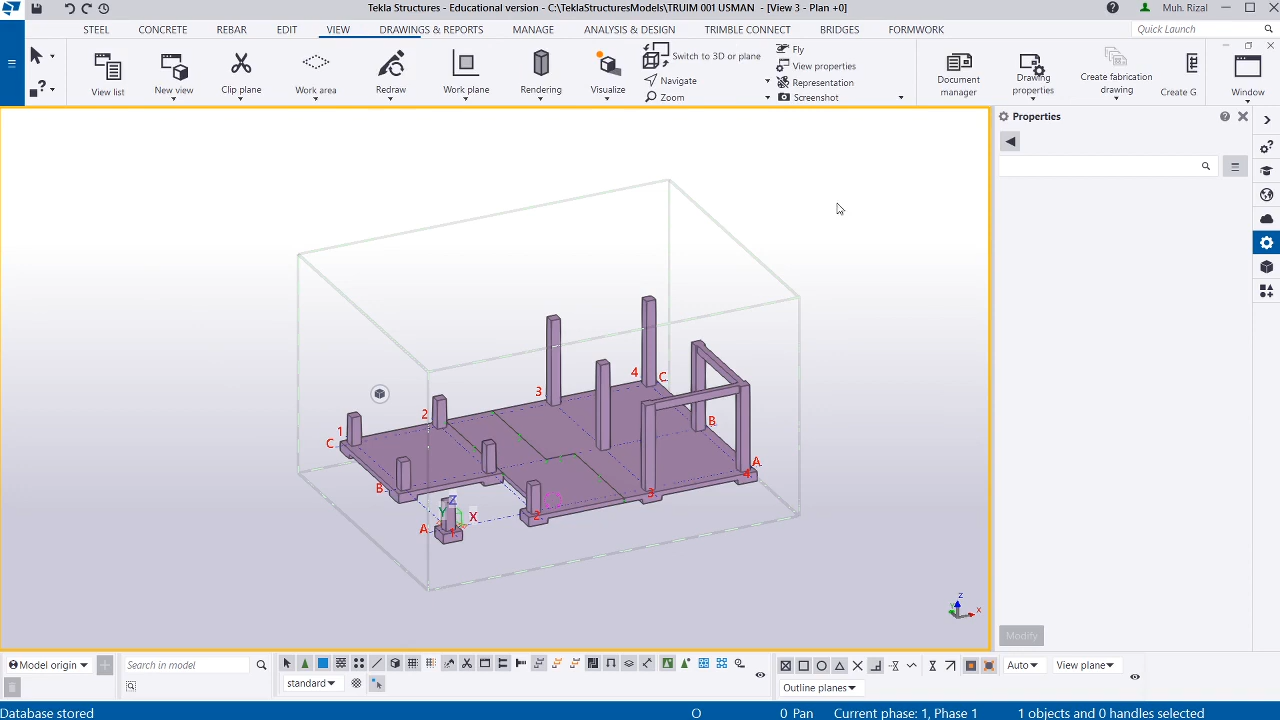 Tekla Structures - Educational version - C:\TeklaStructuresModels\TRUIM 001 USMAN - [View 3 - Plan +0]
Muh. Rizal
STEEL CONCRETE REBAR EDIT VIEW DRAWINGS & REPORTS MANAGE ANALYSIS & DESIGN TRIMBLE CONNECT BRIDGES FORMWORK
Quick Launch
View list
New view
Clip plane
Work area
Redraw
Work plane
Rendering
Visualize
Switch to 3D or plane
Navigate
Zoom
Fly
View properties
Representation
Screenshot
Document manager
Drawing properties
Create fabrication drawing
Create G
Window
Properties
4 C
3
2
1
C
B
A
B
4
3
2
A
1
Z
Y X
Z
X
Modify
Model origin
Search in model
standard
Auto
View plane
Outline planes
Database stored
O
0 Pan
Current phase: 1, Phase 1
1 objects and 0 handles selected